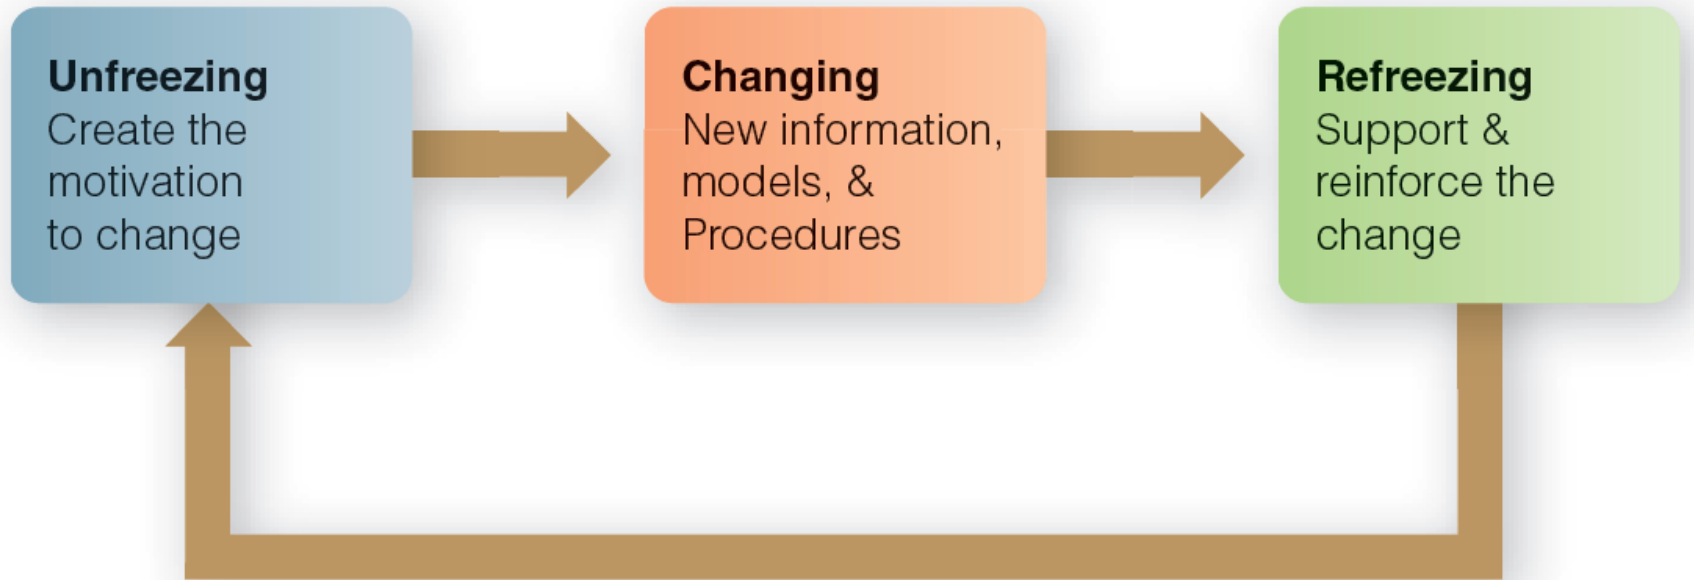 Unfreezing
Create the
motivation
to change
Changing
New information,
models, &
Procedures
Refreezing
Support &
reinforce the
change